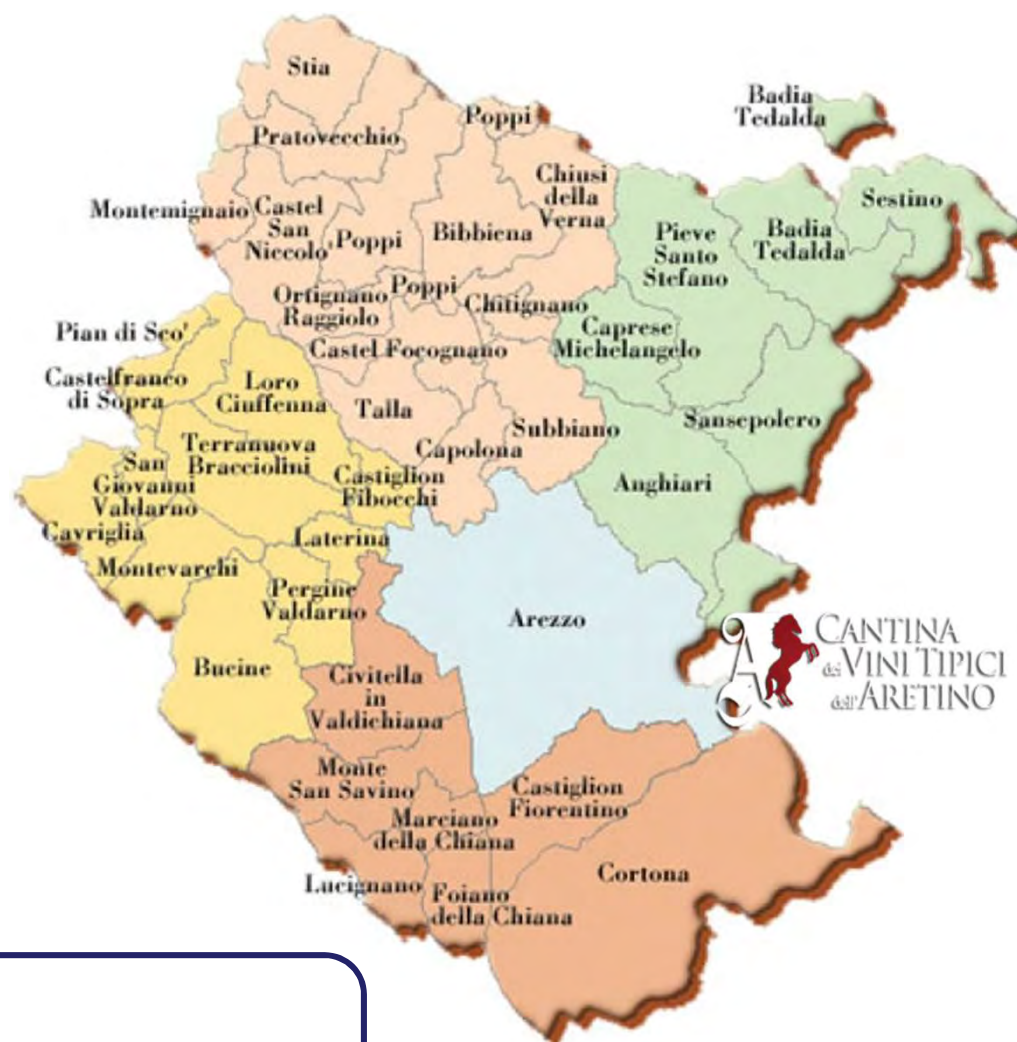 Stia
Badia
Tedalda
Poppi
Pratovecchio
Chiusi
della
Verna
Sestino
Montemignaio
Castel
San
Niccolo'
Poppi
Bibbiena
Pieve
Santo
Stefano
Badia
Tedalda
Ortignano
Raggiolo
Poppi
Chitignano
Pian di Sco'
Castel Focognano
Caprese
Michelangelo
Castelfranco
di Sopra
Loro
Ciuffenna
Talla
Subbiano
Sansepolcro
Terranuova
Bracciolini
Capolona
San
Giovanni
Valdarno
Castiglion
Fibocchi
Anghiari
Cavriglia
Laterina
Montevarchi
Pergine
Valdarno
Arezzo
A
CANTINA
dei VINI TIPICI
dell'ARETINO
Bucine
Civitella
in
Valdichiana
Monte
San Savino
Castiglion
Fiorentino
Marciano
della Chiana
Cortona
Lucignano
Foiano
della Chiana